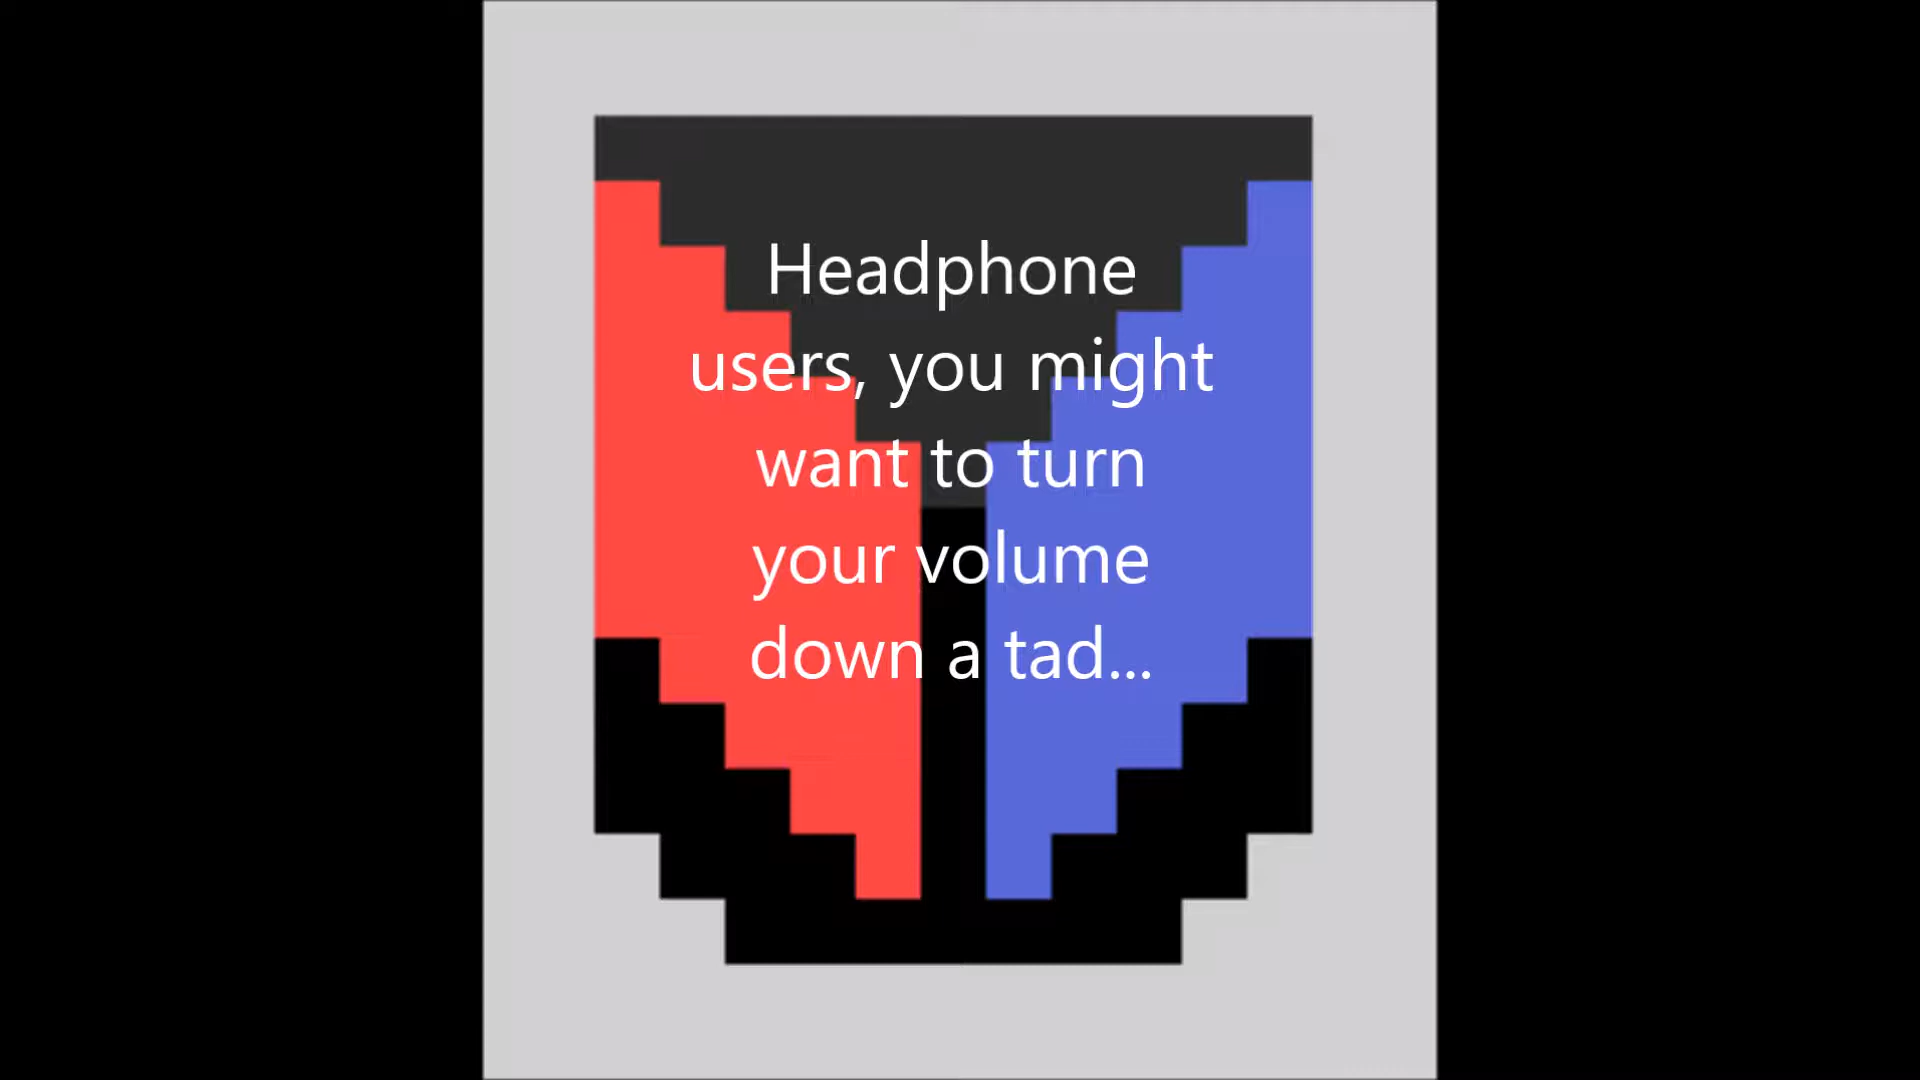 Headphone
users, you might
want to turn
your volume
down a tad...